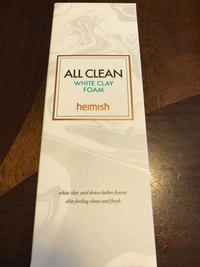 ALL CLEAN
WHITE CLAY
FOAM
heimish
white clay and dense lather leaves
skin feeling clean and fresh